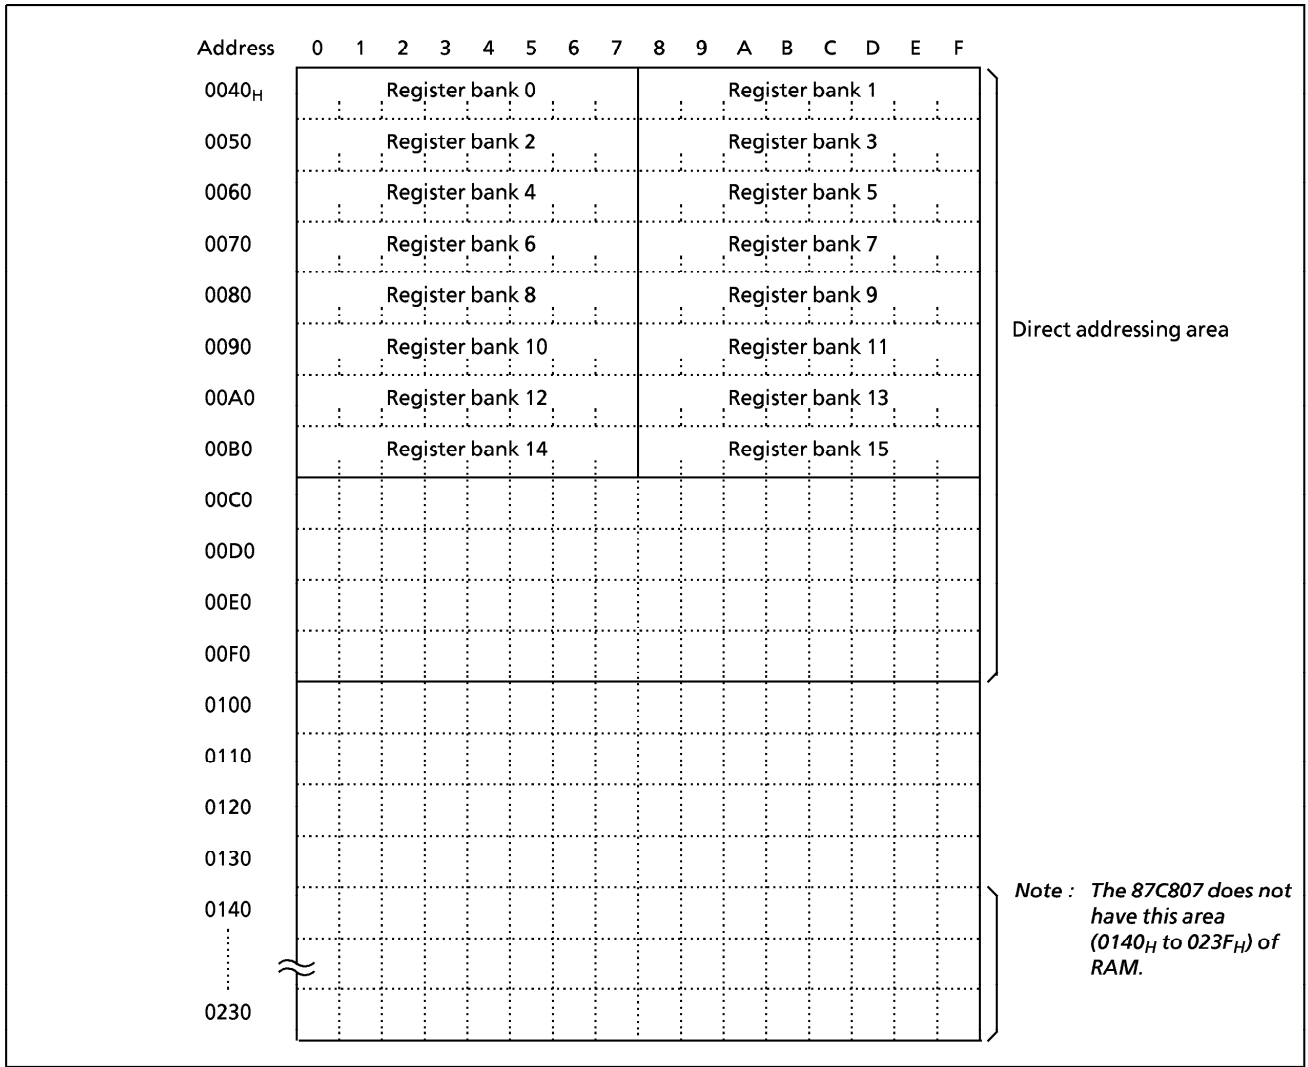 Address 0 1 2 3 4 5 6 7 8 9 A B C D E F
0040H Register bank 0 Register bank 1
0050 Register bank 2 Register bank 3
0060 Register bank 4 Register bank 5
0070 Register bank 6 Register bank 7
0080 Register bank 8 Register bank 9
Direct addressing area
0090 Register bank 10 Register bank 11
00A0 Register bank 12 Register bank 13
00B0 Register bank 14 Register bank 15
00C0
00D0
00E0
00F0
0100
0110
0120
0130
0140
Note : The 87C807 does not
have this area
(0140H to 023FH) of
RAM.
0230